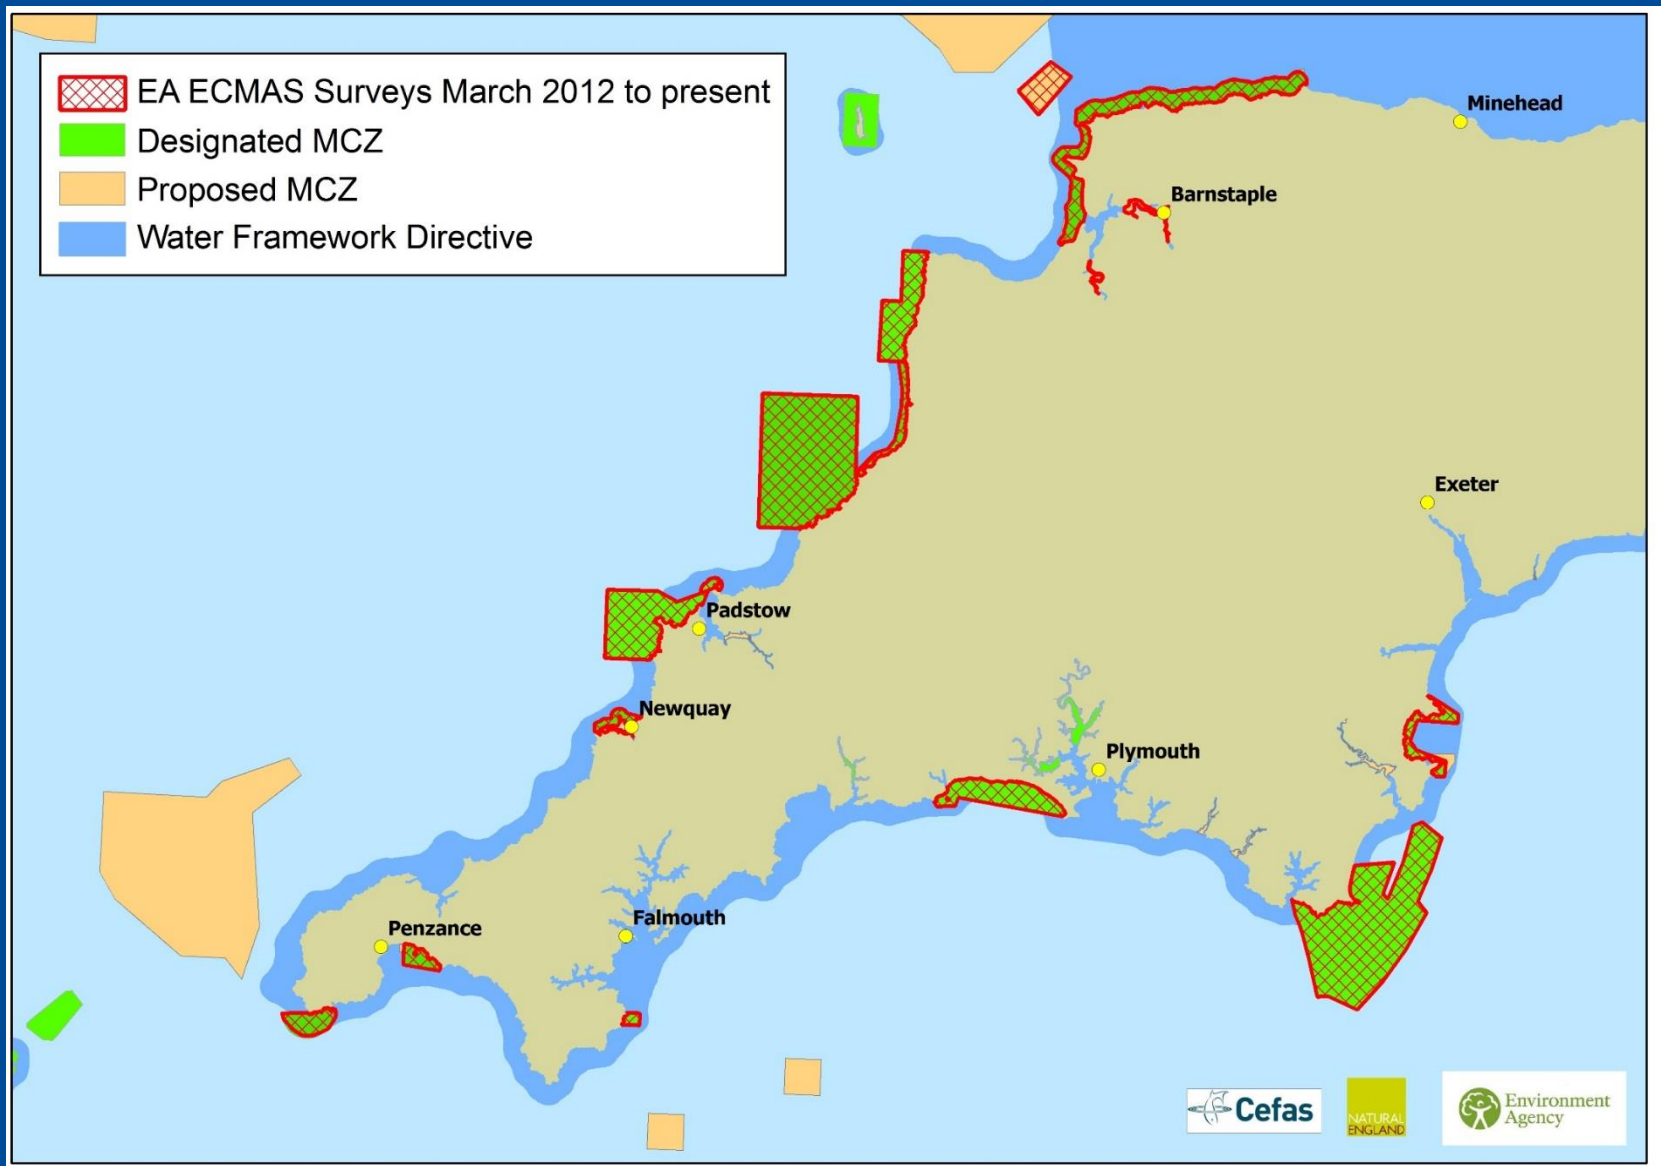 EA ECMAS Surveys March 2012 to present
Designated MCZ
Proposed MCZ
Water Framework Directive
Minehead
Barnstaple
Exeter
Padstow
Newquay
Plymouth
Falmouth
Penzance
Cefas
NATURAL
ENGLAND
Environment
Agency